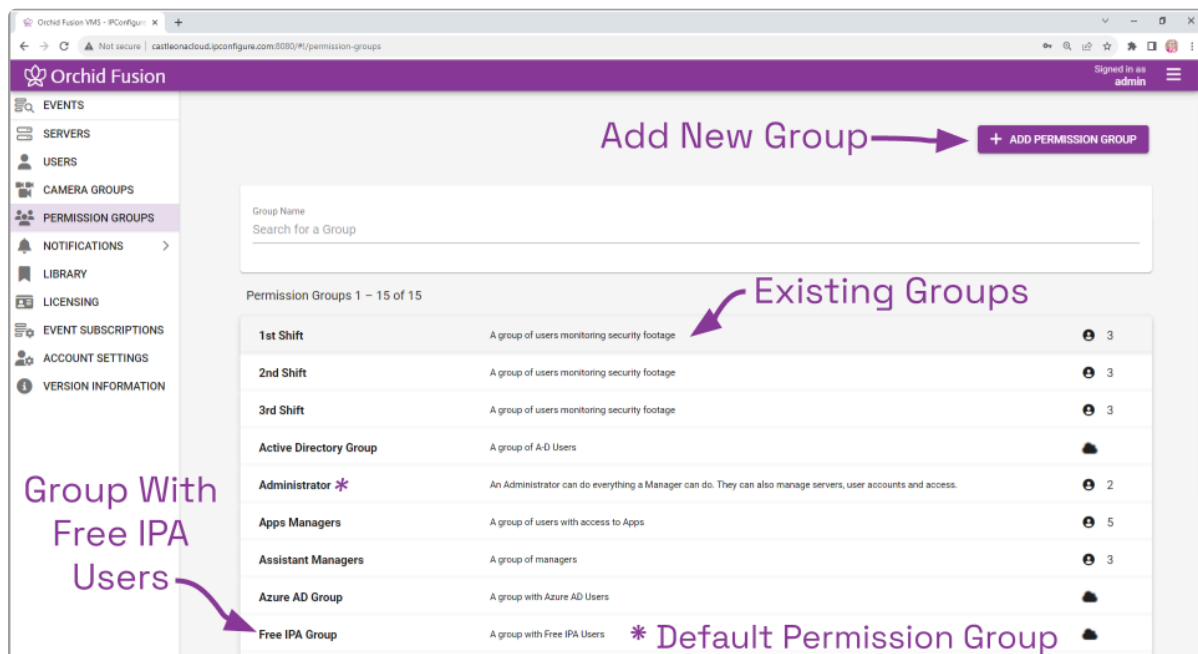 Orchid Fusion VMS - IPConfigure
Not secure | castleonacloud.ipconfigure.com:8080/#!/permission-groups
Orchid Fusion
Signed in as
admin
EVENTS
SERVERS
USERS
CAMERA GROUPS
PERMISSION GROUPS
NOTIFICATIONS
LIBRARY
LICENSING
EVENT SUBSCRIPTIONS
ACCOUNT SETTINGS
VERSION INFORMATION
Add New Group
+ ADD PERMISSION GROUP
Group Name
Search for a Group
Permission Groups 1 – 15 of 15
Existing Groups
1st Shift A group of users monitoring security footage 3
2nd Shift A group of users monitoring security footage 3
3rd Shift A group of users monitoring security footage 3
Active Directory Group A group of A-D Users
Administrator * An Administrator can do everything a Manager can do. They can also manage servers, user accounts and access. 2
Apps Managers A group of users with access to Apps 5
Assistant Managers A group of managers 3
Azure AD Group A group with Azure AD Users
Free IPA Group A group with Free IPA Users
Group With
Free IPA
Users
* Default Permission Group